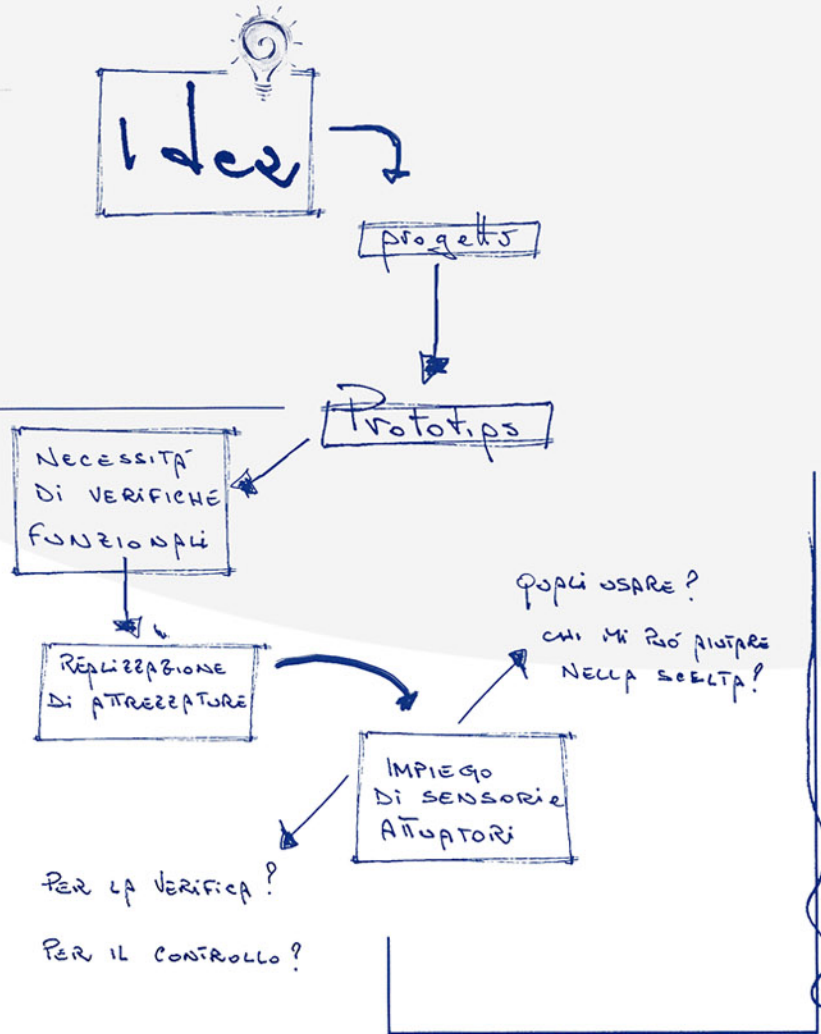 Idea
progetto
Prototipo
NECESSITÀ
Di VERiFiCHE
FUNZIONALi
REALIZZAZIONE
Di ATTREZZATURE
IMPIEGO
Di SENSORi e
ATTUATORi
QUALi USARE?
CHi Mi PUÓ AIUTARE
NELLA SCELTA?
PER LA VERiFiCA?
PER IL CONTROLLO?